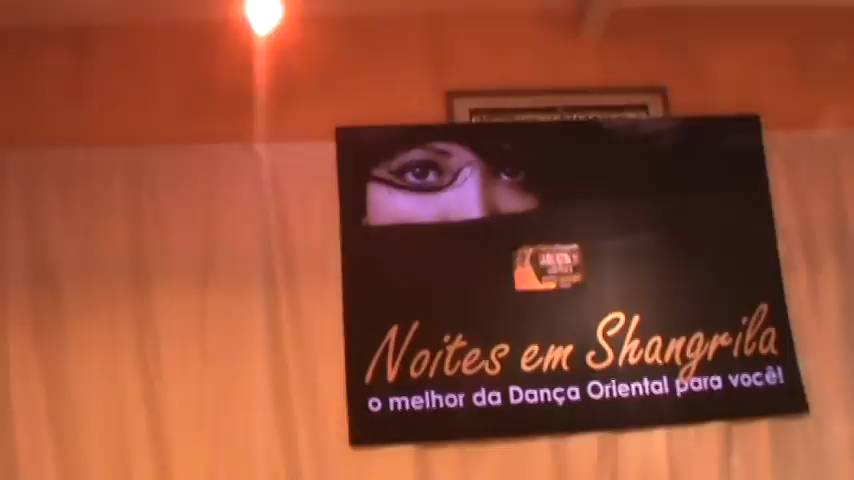 Noites em Shangrila
o melhor da Dança Oriental para você!